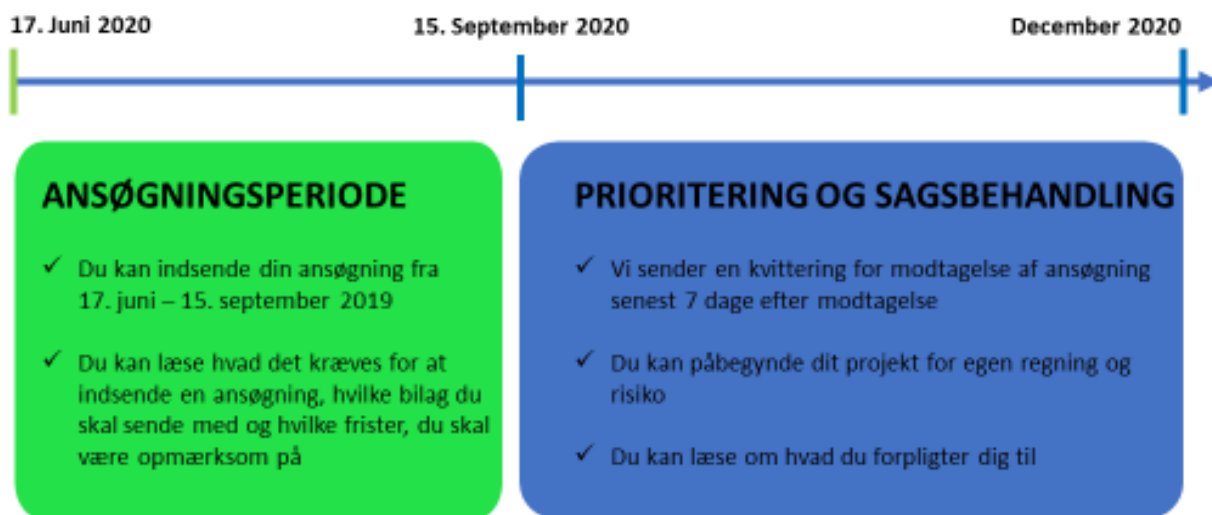 17. Juni 2020
15. September 2020
December 2020
ANSØGNINGSPERIODE
✓ Du kan indsende din ansøgning fra
17. juni – 15. september 2019
✓ Du kan læse hvad det kræves for at
indsende en ansøgning, hvilke bilag du
skal sende med og hvilke frister, du skal
være opmærksom på
PRIORITERING OG SAGSBEHANDLING
✓ Vi sender en kvittering for modtagelse af ansøgning
senest 7 dage efter modtagelse
✓ Du kan påbegynde dit projekt for egen regning og
risiko
✓ Du kan læse om hvad du forpligter dig til